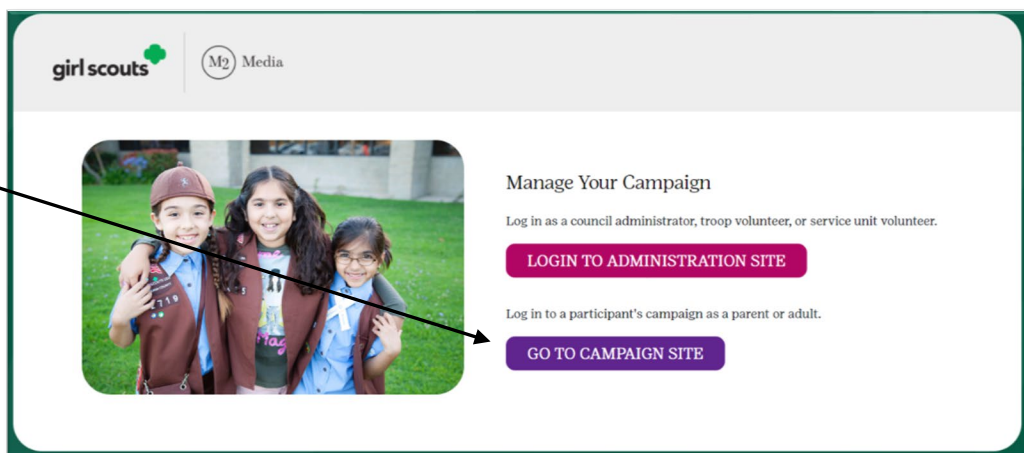 girl scouts
M2 Media
Manage Your Campaign
Log in as a council administrator, troop volunteer, or service unit volunteer.
LOGIN TO ADMINISTRATION SITE
Log in to a participant's campaign as a parent or adult.
GO TO CAMPAIGN SITE
719